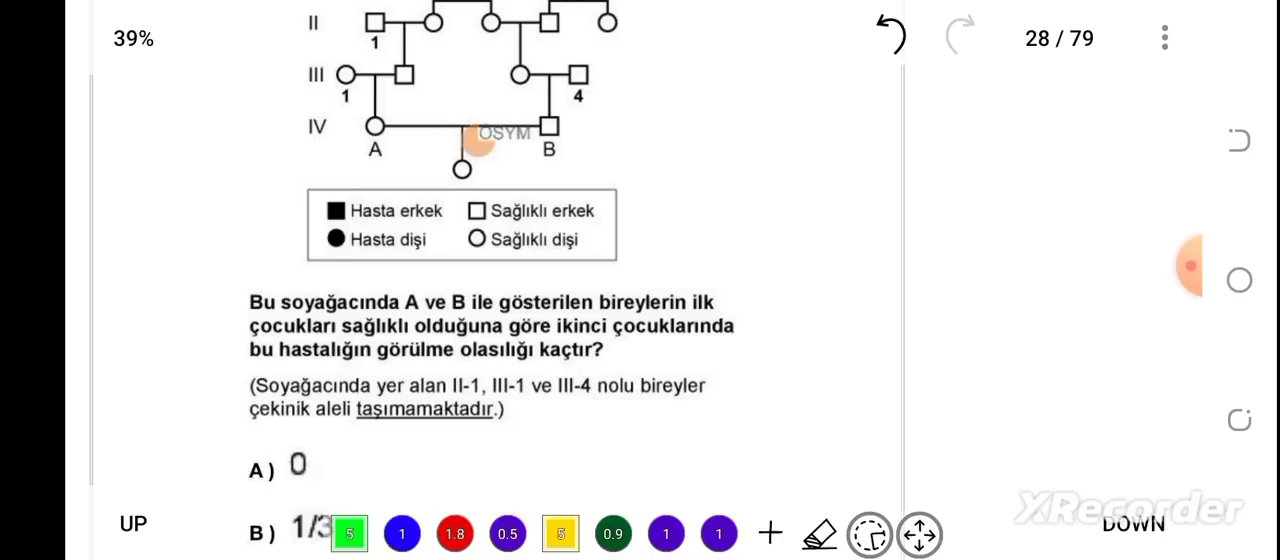 39%
28 / 79
II
1
III
1
4
IV
ÖSYM
A
B
Hasta erkek
Sağlıklı erkek
Hasta dişi
Sağlıklı dişi
Bu soyağacında A ve B ile gösterilen bireylerin ilk
çocukları sağlıklı olduğuna göre ikinci çocuklarında
bu hastalığın görülme olasılığı kaçtır?
(Soyağacında yer alan II-1, III-1 ve III-4 nolu bireyler
çekinik aleli taşımamaktadır.)
A) 0
B) 1/3
UP
5
1
1.8
0.5
5
0.9
1
1
XRecorder
DOWN